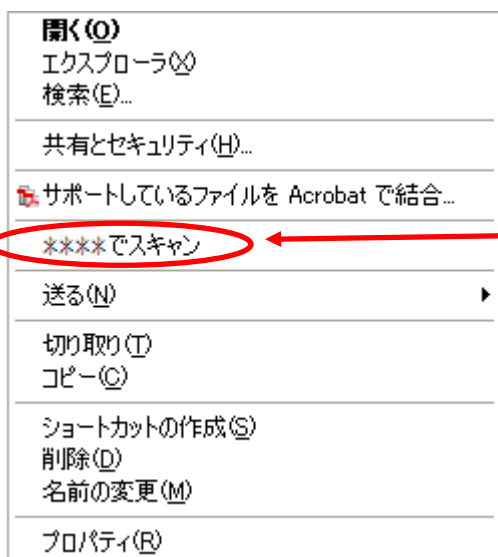 開く(O)
エクスプローラ(X)
検索(E)...
共有とセキュリティ(H)...
サポートしているファイルを Acrobat で結合...
****でスキャン
送る(N)
切り取り(T)
コピー(C)
ショートカットの作成(S)
削除(D)
名前の変更(M)
プロパティ(R)